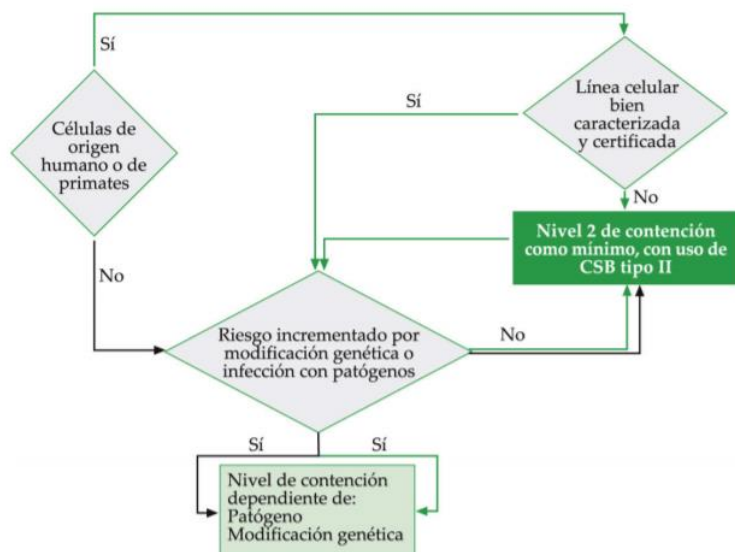 Sí
Células de
origen
humano o de
primates
Sí
Línea celular
bien
caracterizada
y certificada
No
Nivel 2 de contención
como mínimo, con uso de
CSB tipo II
No
Riesgo incrementado por
modificación genética o
infección con patógenos
No
Sí
Sí
Nivel de contención
dependiente de:
Patógeno
Modificación genética